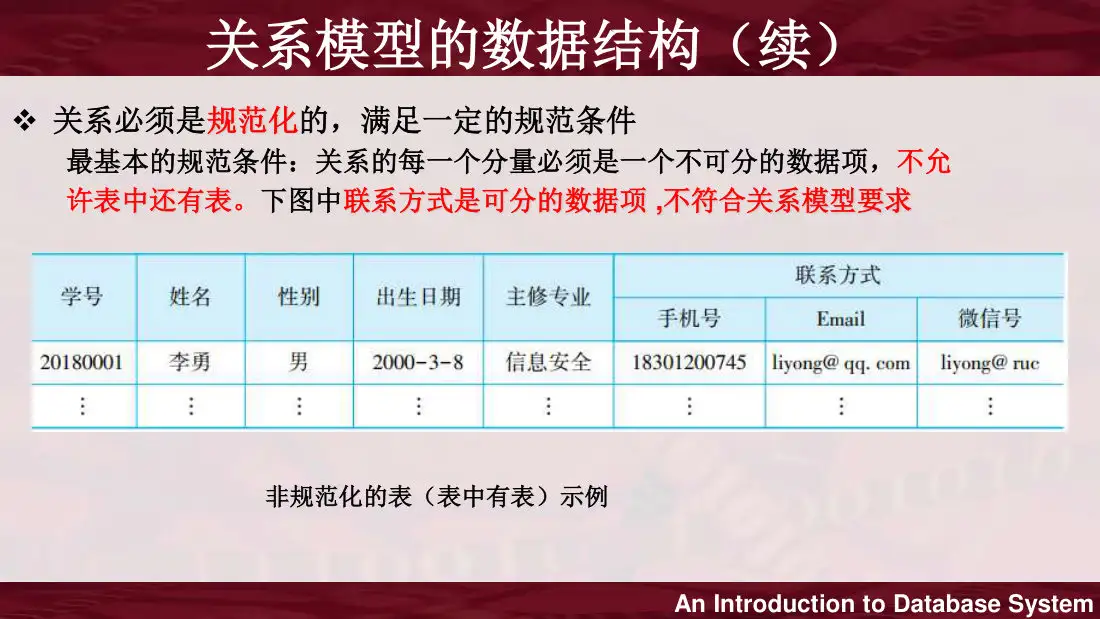 关系模型的数据结构（续）
❖ 关系必须是规范化的，满足一定的规范条件
最基本的规范条件：关系的每一个分量必须是一个不可分的数据项，不允
许表中还有表。下图中联系方式是可分的数据项 ,不符合关系模型要求
学号 姓名 性别 出生日期 主修专业 联系方式
手机号 Email 微信号
20180001 李勇 男 2000-3-8 信息安全 18301200745 liyong@ qq. com liyong@ ruc
⋮ ⋮ ⋮ ⋮ ⋮ ⋮ ⋮ ⋮
非规范化的表（表中有表）示例
An Introduction to Database System